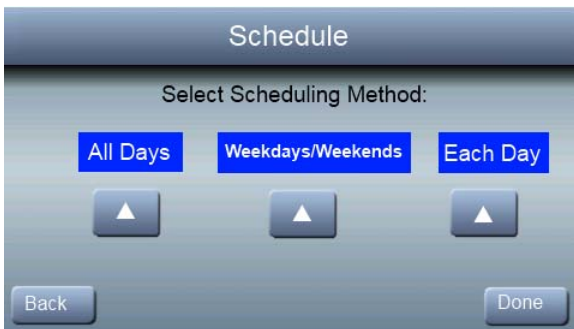 Schedule
Select Scheduling Method:
All Days Weekdays/Weekends Each Day
Back Done